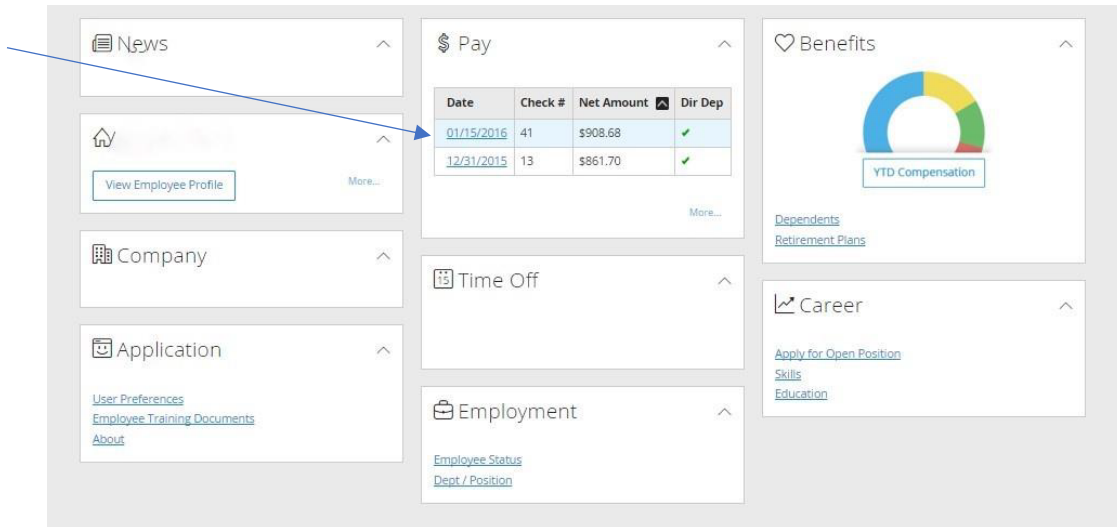 News
View Employee Profile
More...
Company
Application
User Preferences
Employee Training Documents
About
$ Pay
Date Check # Net Amount Dir Dep
01/15/2016 41 $908.68 ✔
12/31/2015 13 $861.70 ✔
More...
15 Time Off
Employment
Employee Status
Dept / Position
Benefits
YTD Compensation
Dependents
Retirement Plans
Career
Apply for Open Position
Skills
Education